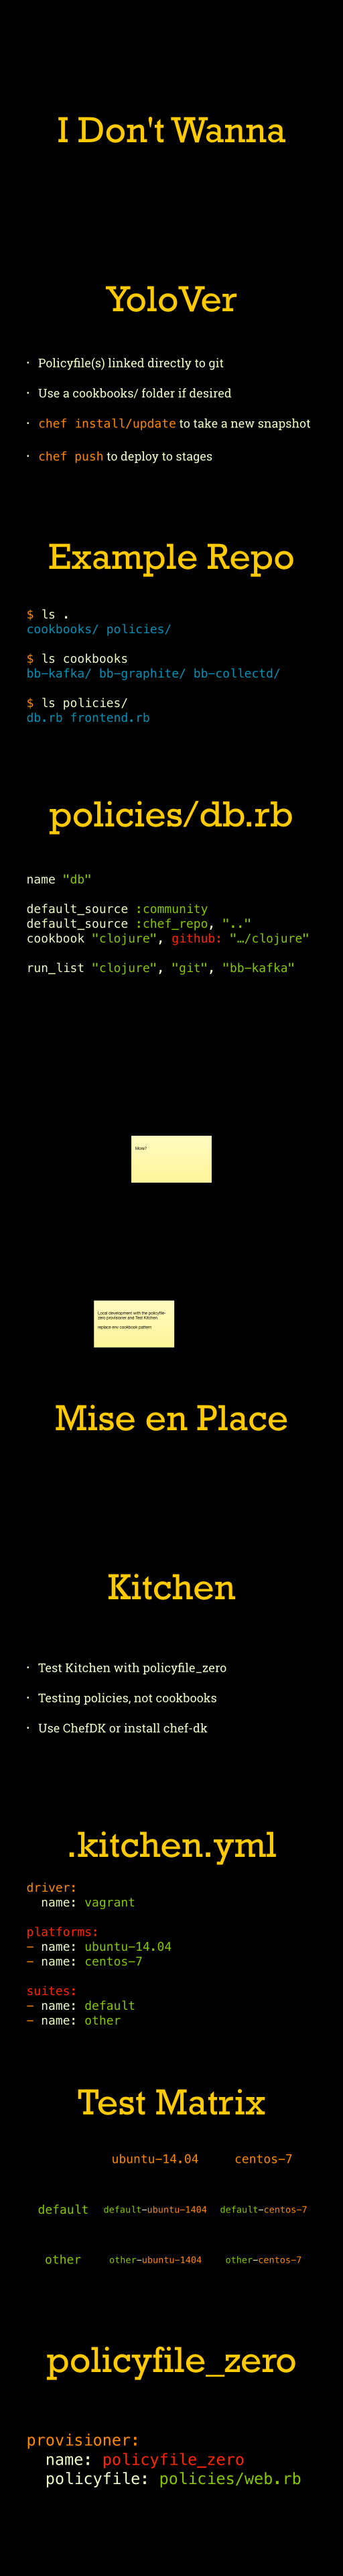 I Don't Wanna
YoloVer
· Policyfile(s) linked directly to git
· Use a cookbooks/ folder if desired
· chef install/update to take a new snapshot
· chef push to deploy to stages
Example Repo
$ ls .
cookbooks/ policies/
$ ls cookbooks
bb-kafka/ bb-graphite/ bb-collectd/
$ ls policies/
db.rb frontend.rb
policies/db.rb
name "db"
default_source :community
default_source :chef_repo, ".."
cookbook "clojure", github: "…/clojure"
run_list "clojure", "git", "bb-kafka"
More?
Local development with the policyfile-
zero provisioner and Test Kitchen.
replace env cookbook pattern
Mise en Place
Kitchen
· Test Kitchen with policyfile_zero
· Testing policies, not cookbooks
· Use ChefDK or install chef-dk
.kitchen.yml
driver:
name: vagrant
platforms:
- name: ubuntu-14.04
- name: centos-7
suites:
- name: default
- name: other
Test Matrix
ubuntu-14.04 centos-7
default default-ubuntu-1404 default-centos-7
other other-ubuntu-1404 other-centos-7
policyfile_zero
provisioner:
name: policyfile_zero
policyfile: policies/web.rb